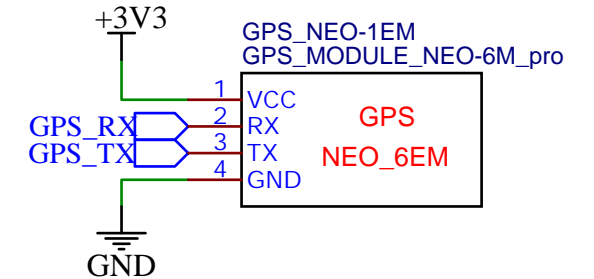 +3V3
GPS_NEO-1EM
GPS_MODULE_NEO-6M_pro
1 VCC
GPS_RX 2 RX
GPS_TX 3 TX
4 GND
GPS
NEO_6EM
GND